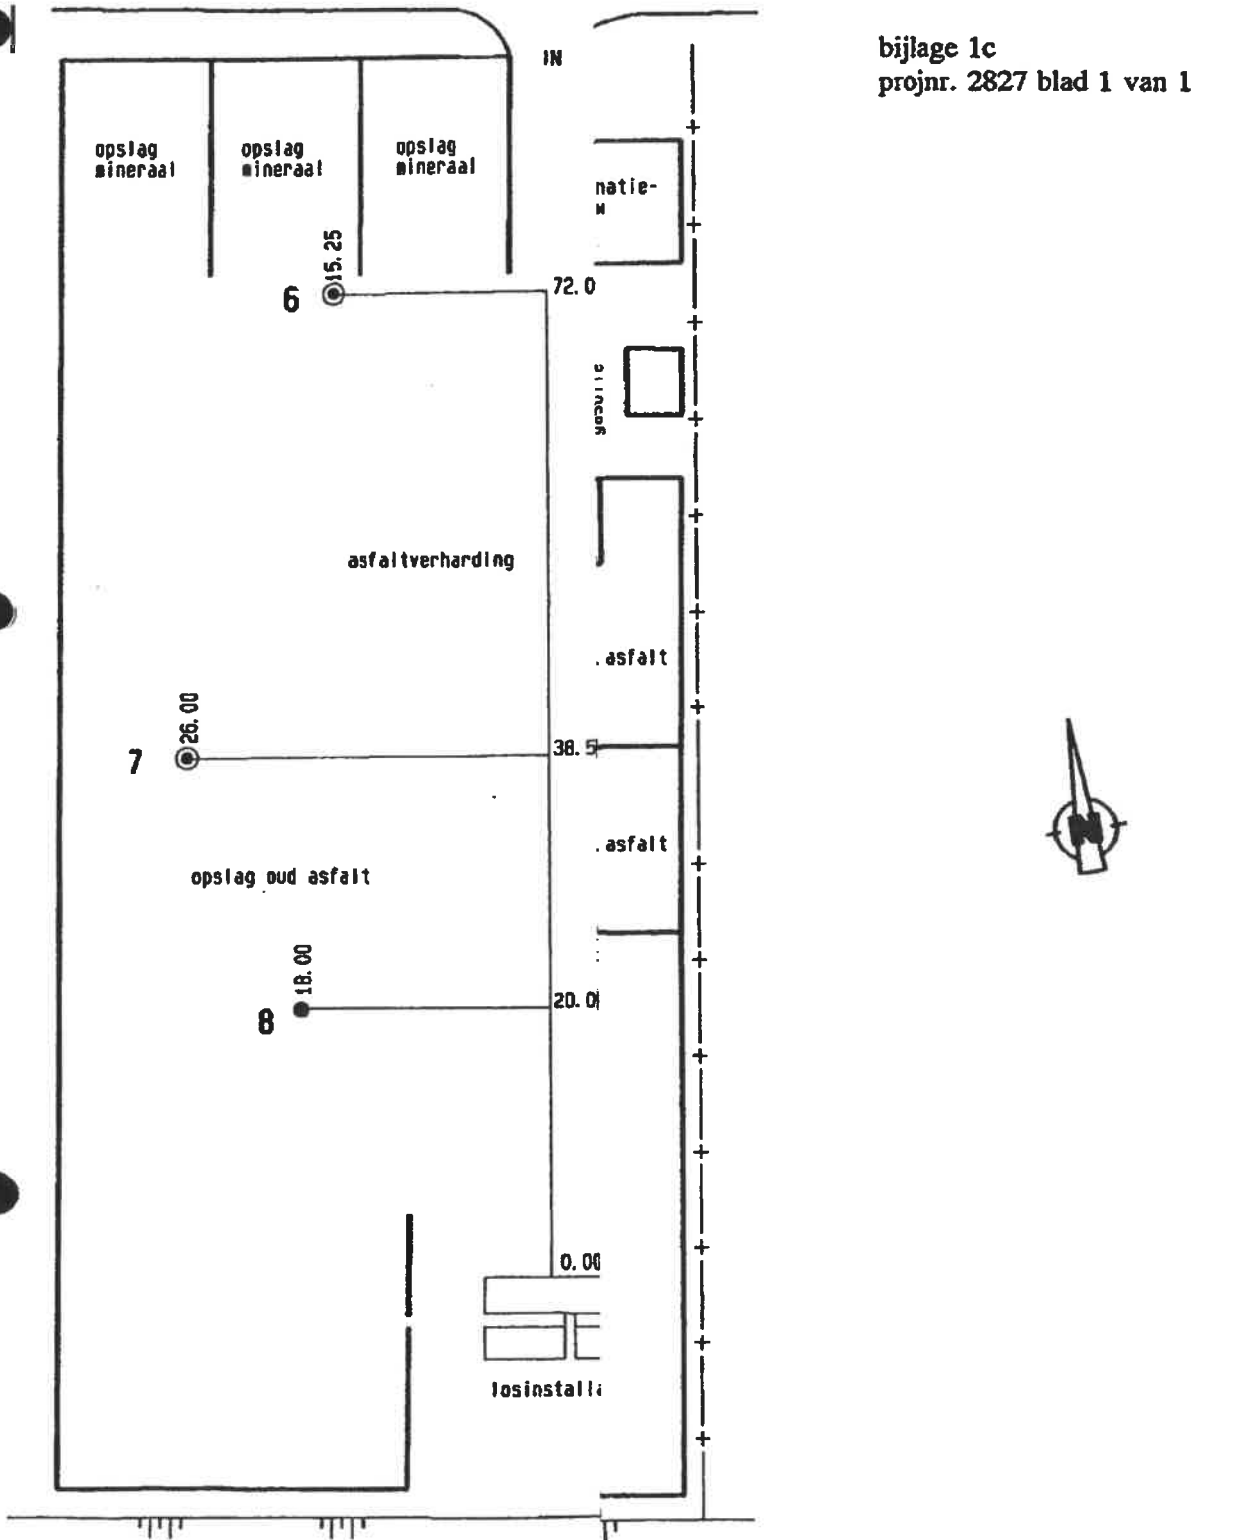 bijlage 1c
projnr. 2827 blad 1 van 1
IN
opslag
mineraal
opslag
mineraal
opslag
mineraal
natie-
15.25
6
72.0
asfaltverharding
. asfalt
26.00
7
38.5
. asfalt
opslag oud asfalt
18.00
8
20.0
0.00
losinstalla
N